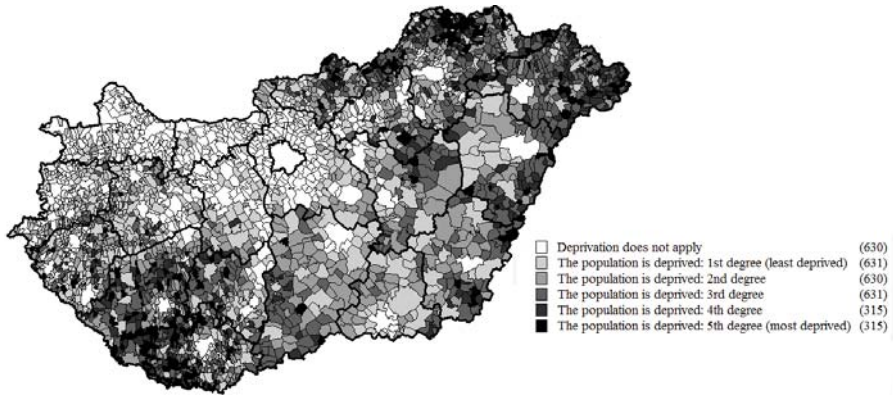 Deprivation does not apply (630)
The population is deprived: 1st degree (least deprived) (631)
The population is deprived: 2nd degree (630)
The population is deprived: 3rd degree (631)
The population is deprived: 4th degree (315)
The population is deprived: 5th degree (most deprived) (315)